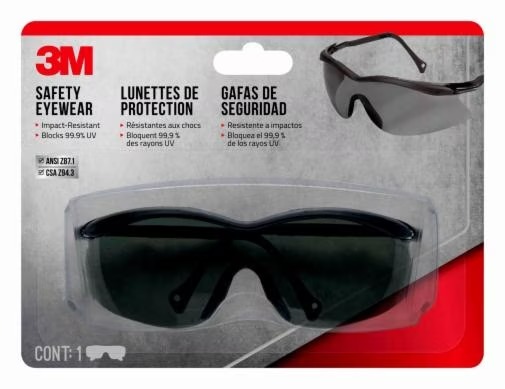 3M
SAFETY
EYEWEAR
▸ Impact-Resistant
▸ Blocks 99.9% UV
LUNETTES DE
PROTECTION
▸ Résistantes aux chocs
▸ Bloquent 99,9 %
des rayons UV
GAFAS DE
SEGURIDAD
▸ Resistente a impactos
▸ Bloquea el 99,9 %
de los rayos UV
☑ ANSI Z87.1
☑ CSA Z94.3
CONT: 1